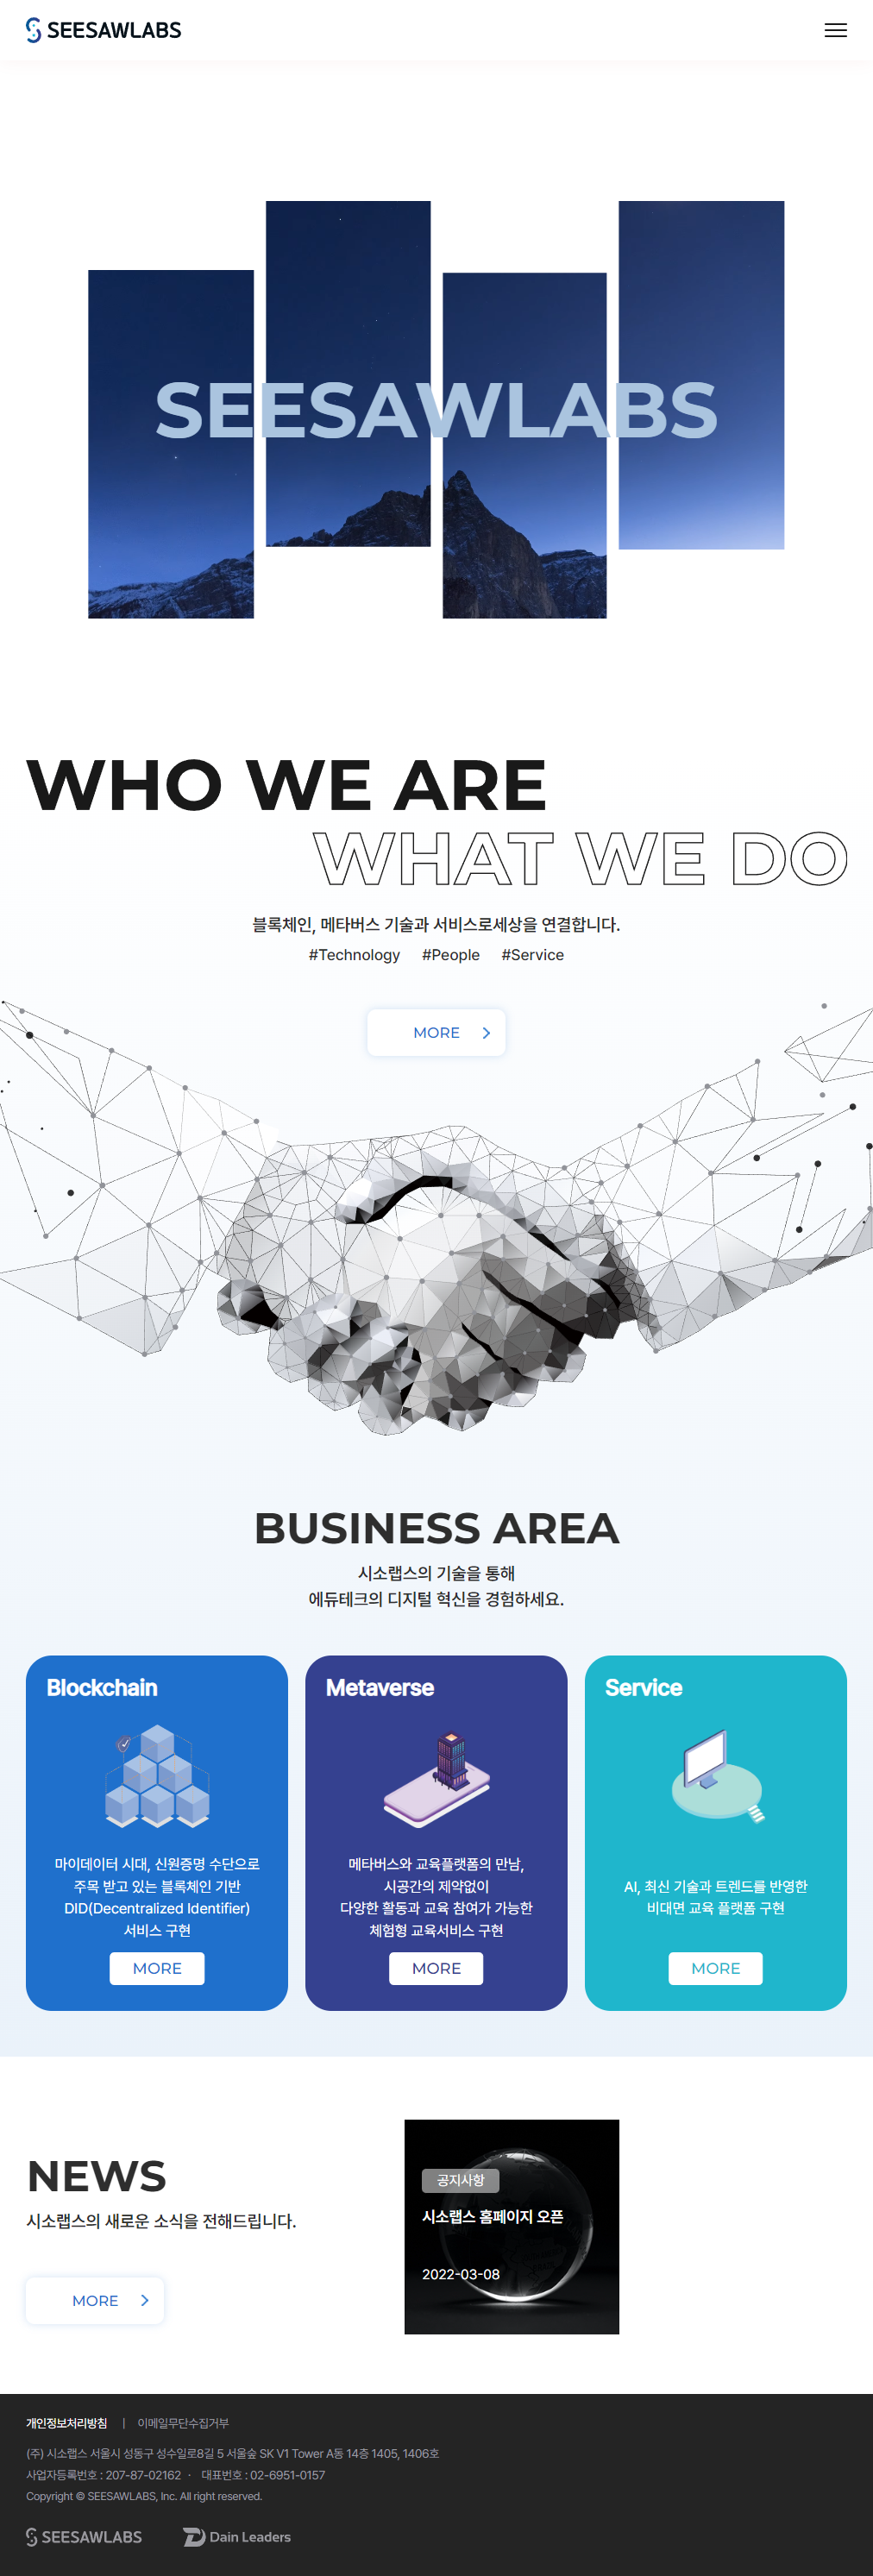 SEESAWLABS
SEESAWLABS
WHO WE ARE
WHAT WE DO
블록체인, 메타버스 기술과 서비스로세상을 연결합니다.
#Technology #People #Service
MORE
BUSINESS AREA
시소랩스의 기술을 통해
에듀테크의 디지털 혁신을 경험하세요.
Blockchain
마이데이터 시대, 신원증명 수단으로
주목 받고 있는 블록체인 기반
DID(Decentralized Identifier)
서비스 구현
MORE
Metaverse
메타버스와 교육플랫폼의 만남,
시공간의 제약없이
다양한 활동과 교육 참여가 가능한
체험형 교육서비스 구현
MORE
Service
AI, 최신 기술과 트렌드를 반영한
비대면 교육 플랫폼 구현
MORE
NEWS
시소랩스의 새로운 소식을 전해드립니다.
MORE
공지사항
시소랩스 홈페이지 오픈
2022-03-08
개인정보처리방침 | 이메일무단수집거부
(주) 시소랩스 서울시 성동구 성수일로8길 5 서울숲 SK V1 Tower A동 14층 1405, 1406호
사업자등록번호 : 207-87-02162 · 대표번호 : 02-6951-0157
Copyright © SEESAWLABS, Inc. All right reserved.
SEESAWLABS Dain Leaders